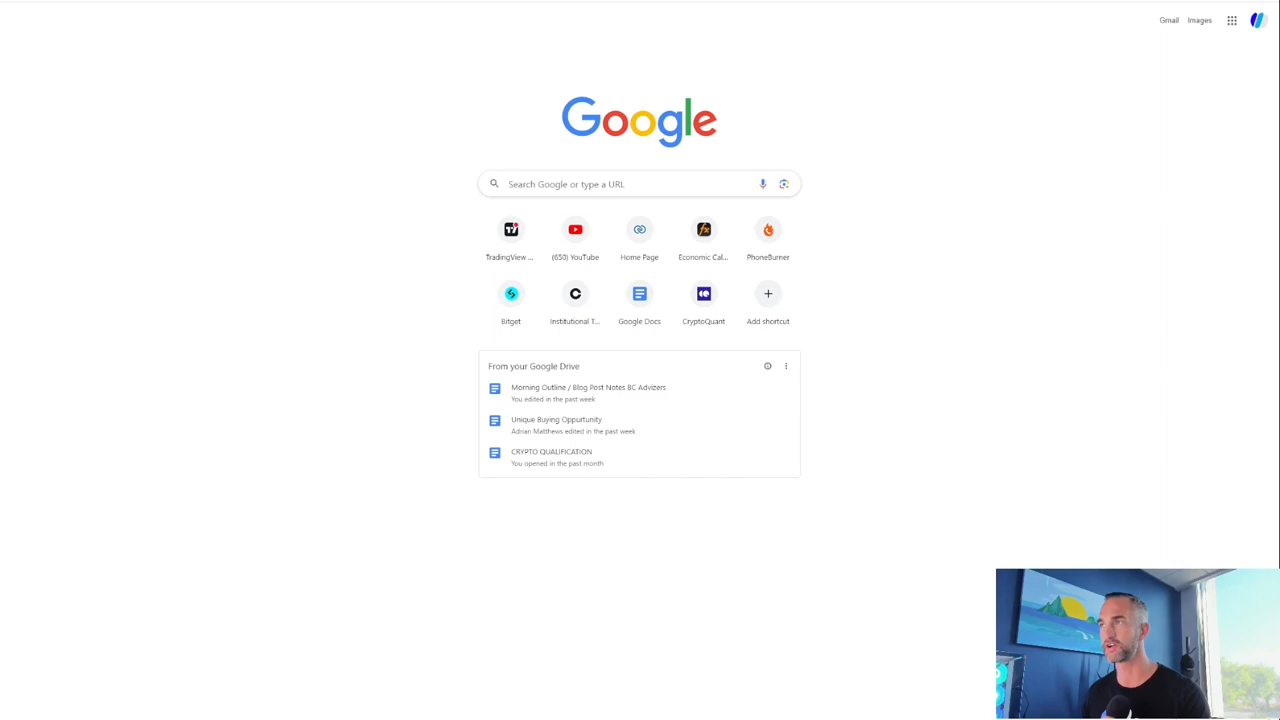 Gmail Images
Google
Search Google or type a URL
TradingView ...
(650) YouTube
Home Page
Economic Cal...
PhoneBurner
Bitget
Institutional T...
Google Docs
CryptoQuant
Add shortcut
From your Google Drive
Morning Outline / Blog Post Notes BC Advizers
You edited in the past week
Unique Buying Oppurtunity
Adrian Matthews edited in the past week
CRYPTO QUALIFICATION
You opened in the past month